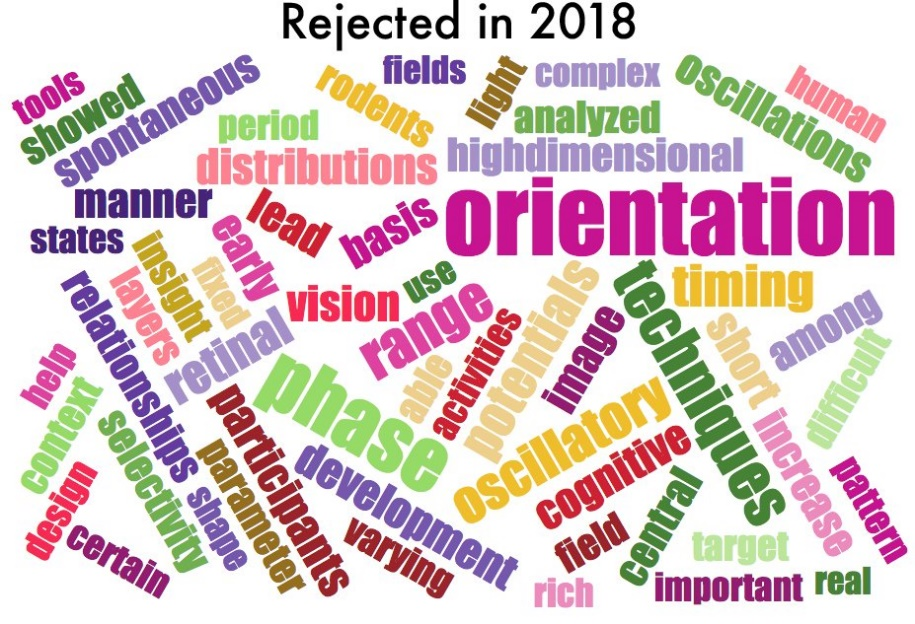 Rejected in 2018
tools
showed
spontaneous
rodents
fields
light
complex
oscillations
human
period
analyzed
distributions
highdimensional
manner
lead
basis
orientation
states
insight
early
fixed
layers
vision
use
techniques
timing
relationships
retinal
range
activities
potentials
image
short
among
help
phase
able
difficult
context
participants
oscillatory
selectivity
cognitive
increase
design
parameter
development
pattern
shape
central
certain
varying
field
target
rich
important
real